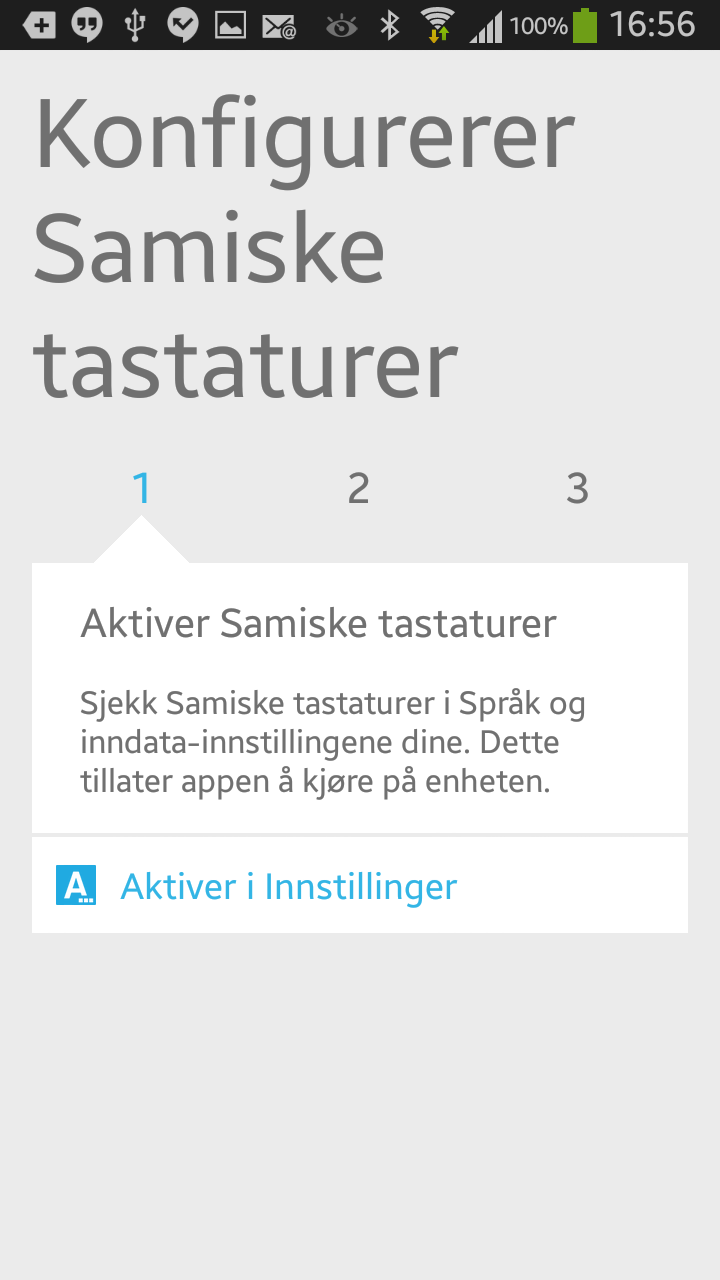 100% 16:56
Konfigurerer
Samiske
tastaturer
1 2 3
Aktiver Samiske tastaturer
Sjekk Samiske tastaturer i Språk og
inndata-innstillingene dine. Dette
tillater appen å kjøre på enheten.
A... Aktiver i Innstillinger